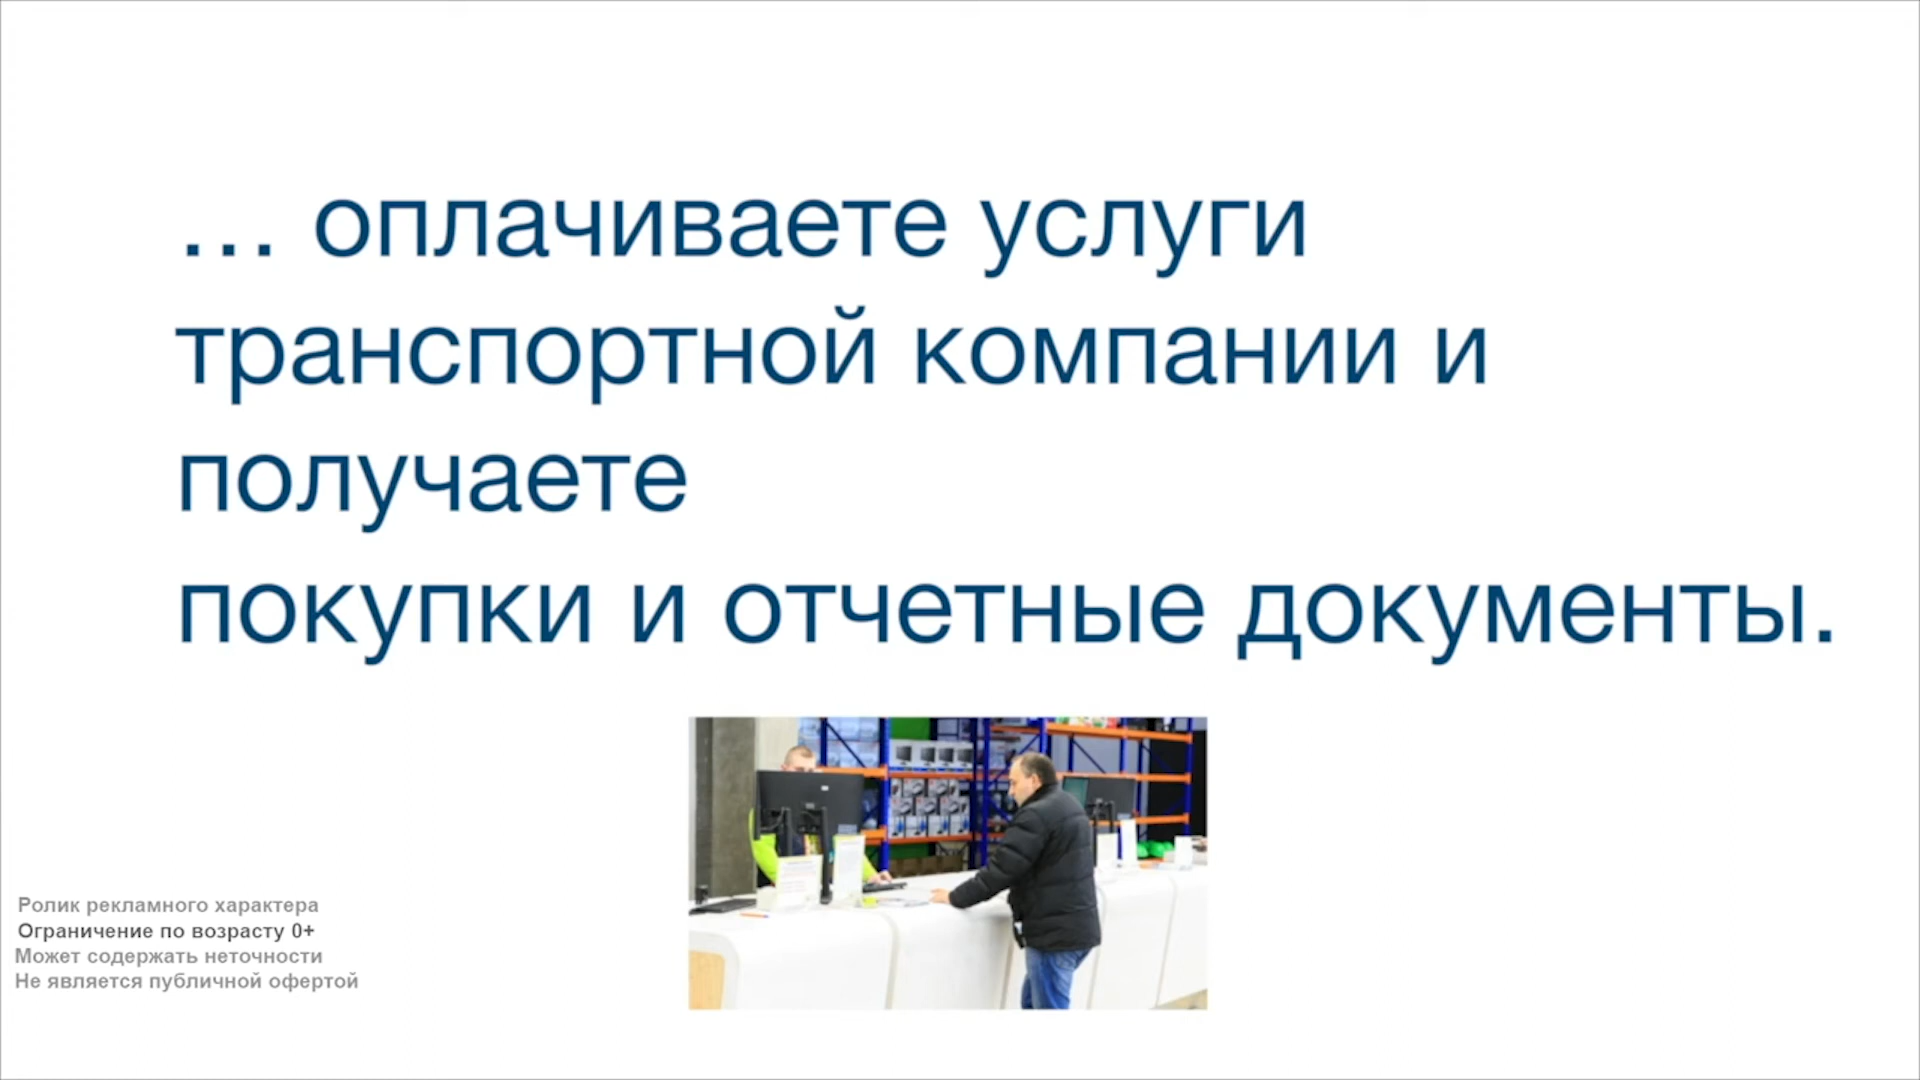 ... оплачиваете услуги
транспортной компании и
получаете
покупки и отчетные документы.
Ролик рекламного характера
Ограничение по возрасту 0+
Может содержать неточности
Не является публичной офертой